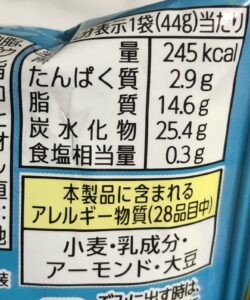 分表示1袋(44g)当たり
量 245kcal
たんぱく質 2.9g
脂質 14.6g
炭水化物 25.4g
食塩相当量 0.3g
本製品に含まれる
アレルギー物質(28品目中)
小麦・乳成分・
アーモンド・大豆